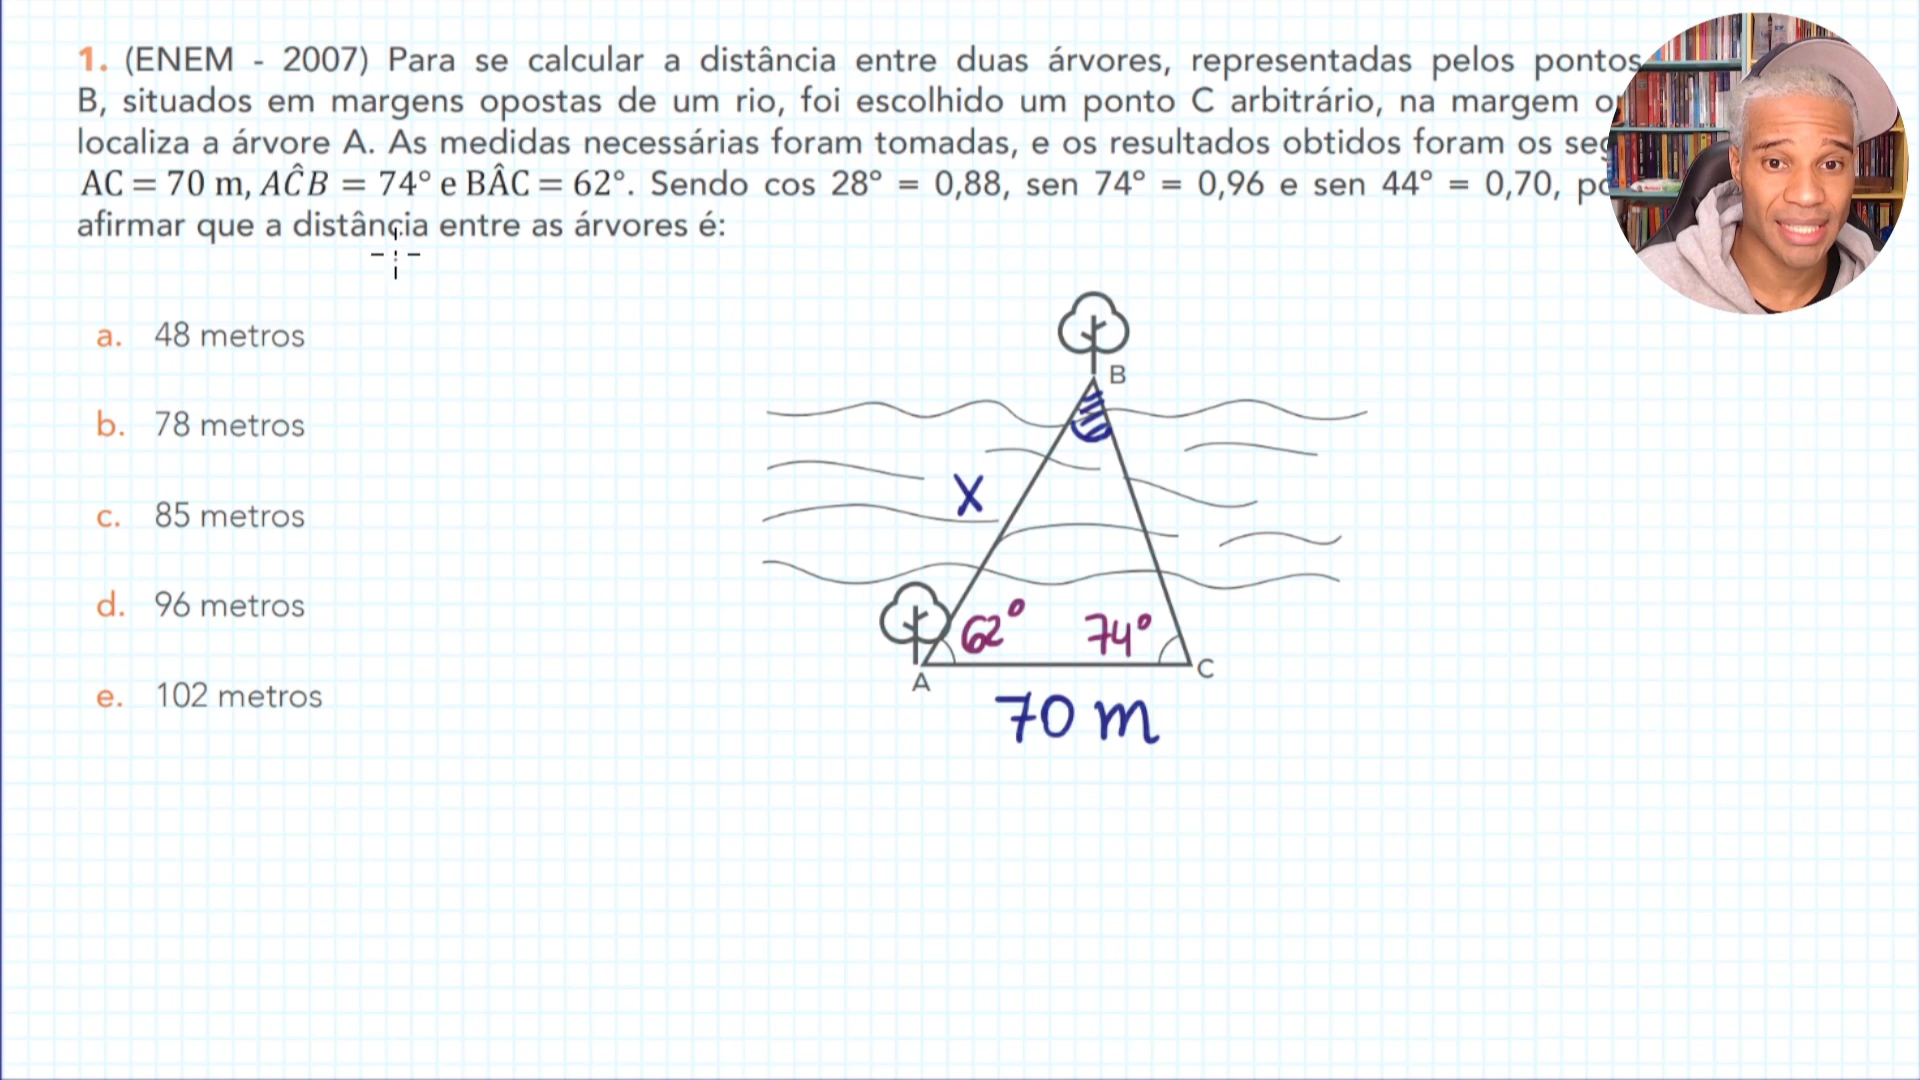 1. (ENEM - 2007) Para se calcular a distância entre duas árvores, representadas pelos pontos
B, situados em margens opostas de um rio, foi escolhido um ponto C arbitrário, na margem
localiza a árvore A. As medidas necessárias foram tomadas, e os resultados obtidos foram os
AC = 70 m, AĈB = 74° e BÂC = 62°. Sendo cos 28° = 0,88, sen 74° = 0,96 e sen 44° = 0,70,
afirmar que a distância entre as árvores é:
a. 48 metros
b. 78 metros
c. 85 metros
d. 96 metros
e. 102 metros
B
X
62° 74°
A C
70 m